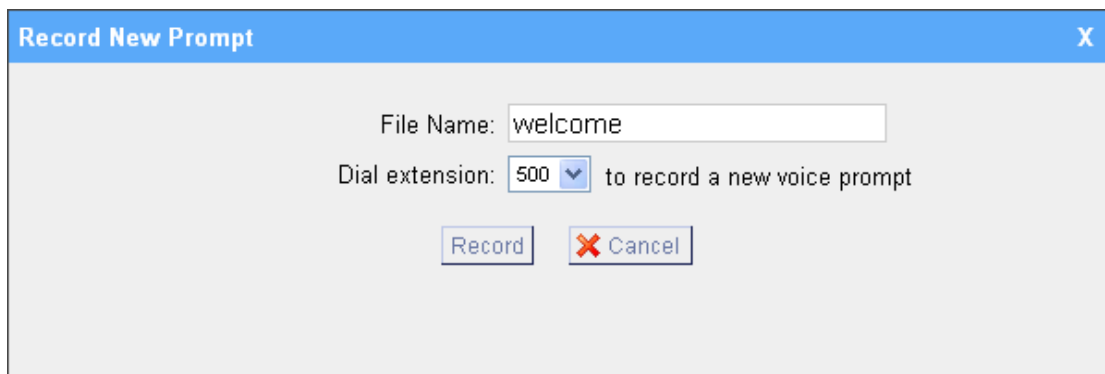 Record New Prompt X
File Name: welcome
Dial extension: 500 to record a new voice prompt
Record Cancel